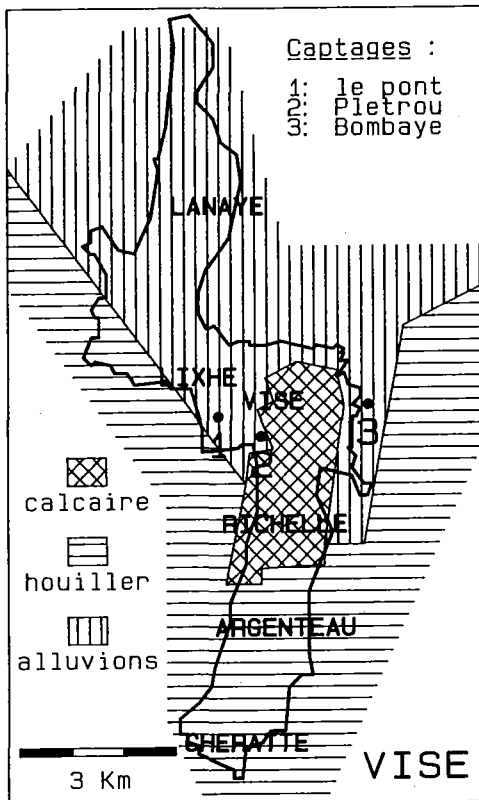 Captages :
1: le pont
2: Pletrou
3: Bombaye
LANAYE
LIXHE
VISE
1
2
3
calcaire
RICHELLE
houiller
ARGENTEAU
alluvions
CHERATTE
3 Km
VISE